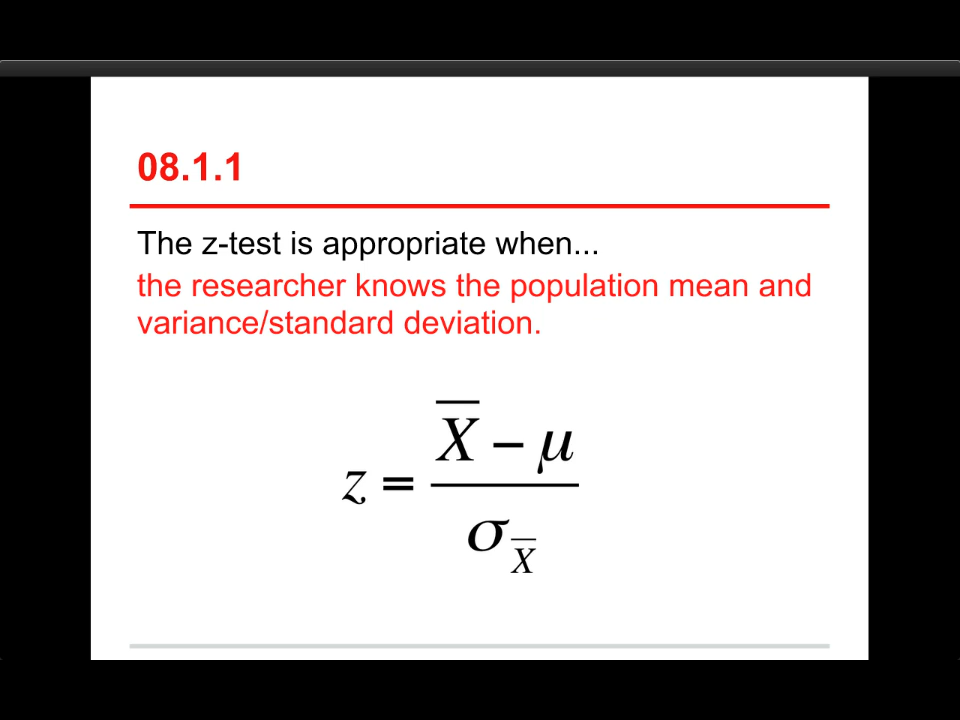 08.1.1
The z-test is appropriate when...
the researcher knows the population mean and
variance/standard deviation.
z = (X̅ − μ) / σ_X̅